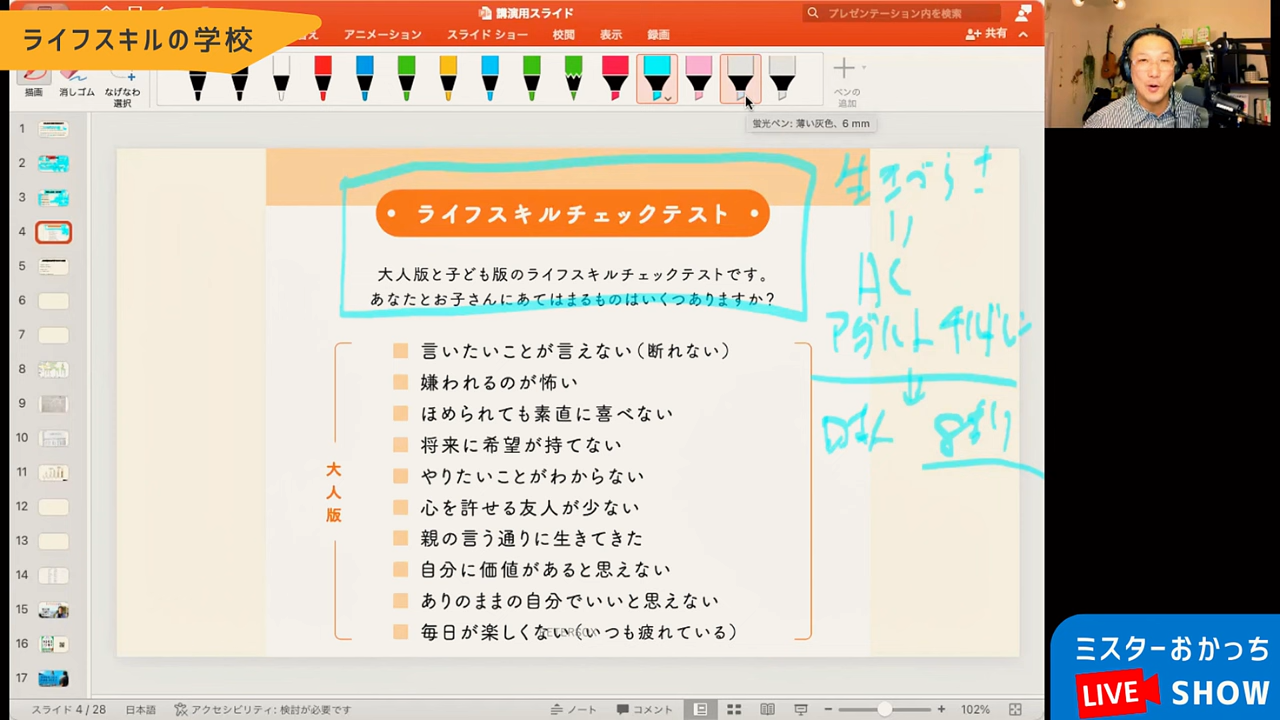 ライフスキルの学校
講演用スライド
プレゼンテーション内を検索
アニメーション
スライド ショー
校閲
表示
録画
共有
描画
消しゴム
なげなわ
選択
ペンの
追加
蛍光ペン: 薄い灰色、6 mm
1
2
3
4
5
6
7
8
9
10
11
12
13
14
15
16
17
ライフスキルチェックテスト
大人版と子ども版のライフスキルチェックテストです。
あなたとお子さんにあてはまるものはいくつありますか?
大人版
言いたいことが言えない(断れない)
嫌われるのが怖い
ほめられても素直に喜べない
将来に希望が持てない
やりたいことがわからない
心を許せる友人が少ない
親の言う通りに生きてきた
自分に価値があると思えない
ありのままの自分でいいと思えない
毎日が楽しくない(いつも疲れている)
生きづらさ
AC
アダルトチルドレン
8割
スライド 4 / 28
日本語
アクセシビリティ: 検討が必要です
ノート
コメント
102%
ミスターおかっち
LIVE SHOW